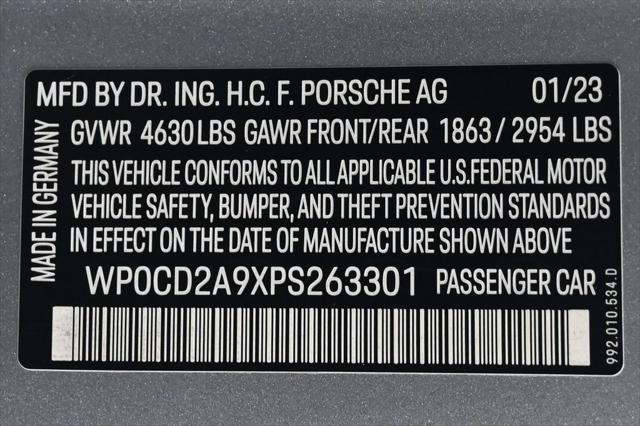 MFD BY DR. ING. H.C. F. PORSCHE AG 01/23
GVWR 4630 LBS GAWR FRONT/REAR 1863 / 2954 LBS
THIS VEHICLE CONFORMS TO ALL APPLICABLE U.S.FEDERAL MOTOR
VEHICLE SAFETY, BUMPER, AND THEFT PREVENTION STANDARDS
IN EFFECT ON THE DATE OF MANUFACTURE SHOWN ABOVE
WP0CD2A9XPS263301 PASSENGER CAR
MADE IN GERMANY
992.010.534.D